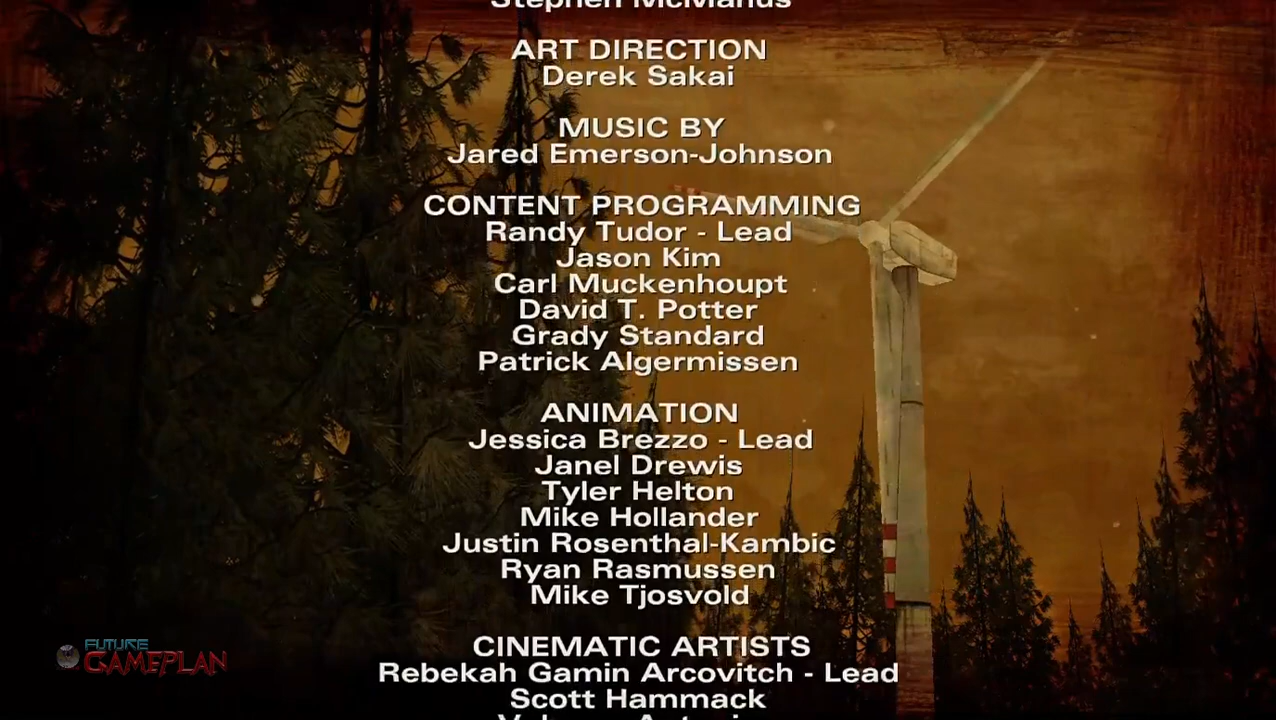 Stephen McManus
ART DIRECTION
Derek Sakai
MUSIC BY
Jared Emerson-Johnson
CONTENT PROGRAMMING
Randy Tudor - Lead
Jason Kim
Carl Muckenhoupt
David T. Potter
Grady Standard
Patrick Algermissen
ANIMATION
Jessica Brezzo - Lead
Janel Drewis
Tyler Helton
Mike Hollander
Justin Rosenthal-Kambic
Ryan Rasmussen
Mike Tjosvold
CINEMATIC ARTISTS
Rebekah Gamin Arcovitch - Lead
Scott Hammack
FUTURE
GAMEPLAN